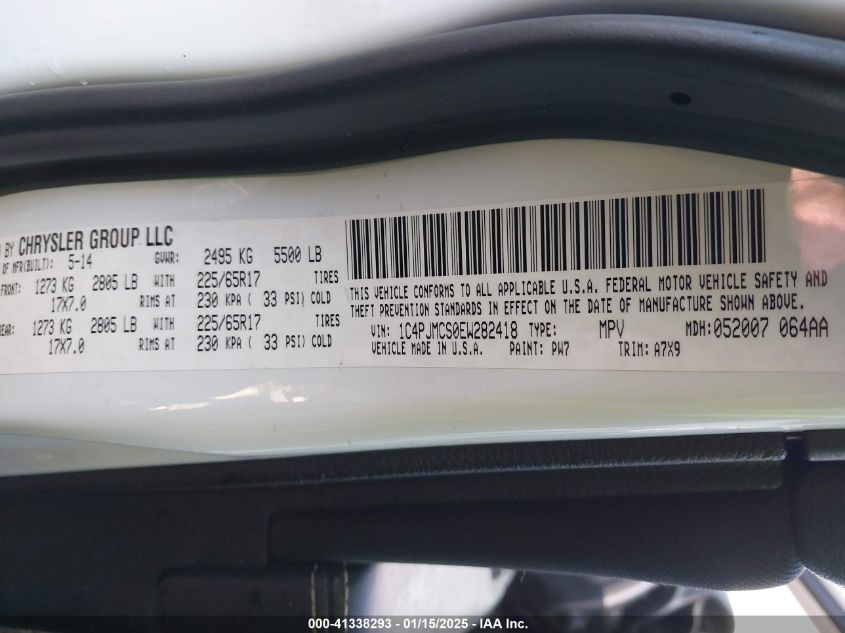 BY CHRYSLER GROUP LLC
OF MFR(BUILT): 5-14 GVWR: 2495 KG 5500 LB
FRONT: 1273 KG 2805 LB WITH 225/65R17 TIRES
17X7.0 RIMS AT 230 KPA ( 33 PSI) COLD
1273 KG 2805 LB WITH 225/65R17 TIRES
17X7.0 RIMS AT 230 KPA ( 33 PSI) COLD
THIS VEHICLE CONFORMS TO ALL APPLICABLE U.S.A. FEDERAL MOTOR VEHICLE SAFETY AND
THEFT PREVENTION STANDARDS IN EFFECT ON THE DATE OF MANUFACTURE SHOWN ABOVE.
VIN: 1C4PJMCS0EW282418 TYPE: MPV MDH: 052007 064AA
VEHICLE MADE IN U.S.A. PAINT: PW7 TRIM: A7X9
000-41338293 - 01/15/2025 - IAA Inc.